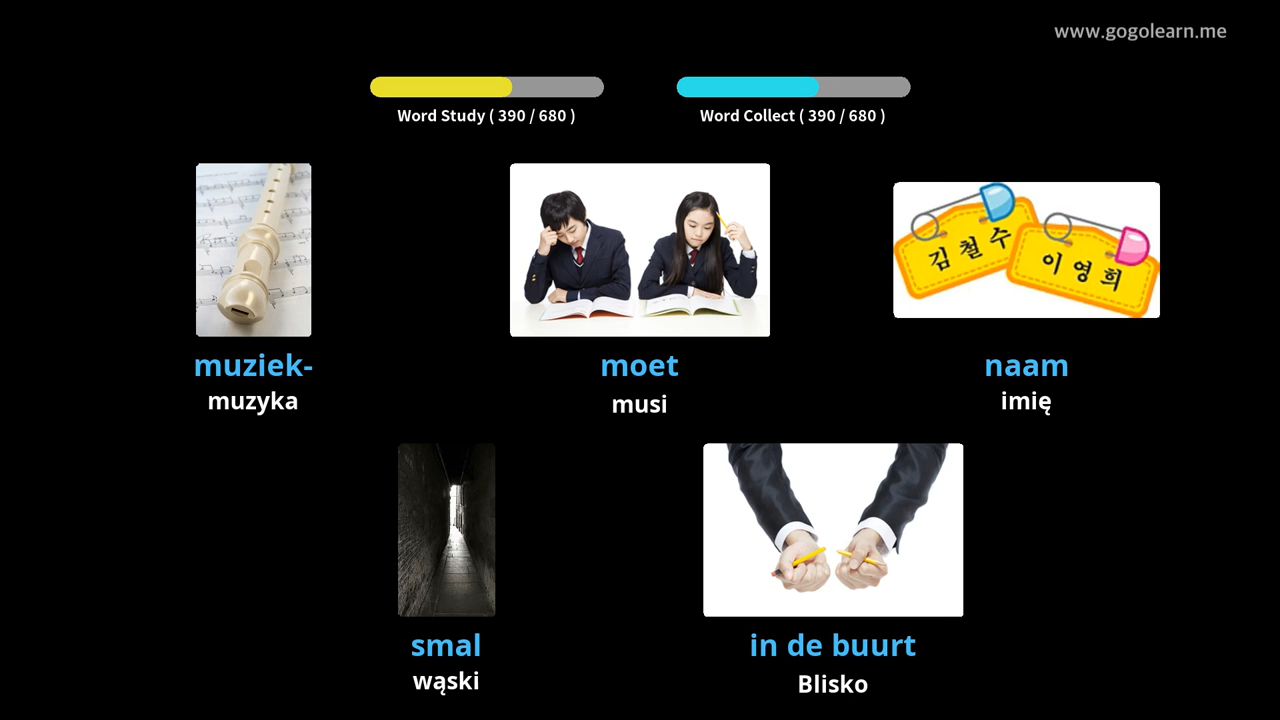 www.gogolearn.me
Word Study ( 390 / 680 )
Word Collect ( 390 / 680 )
김철수
이영희
muziek-
muzyka
moet
musi
naam
imię
smal
wąski
in de buurt
Blisko